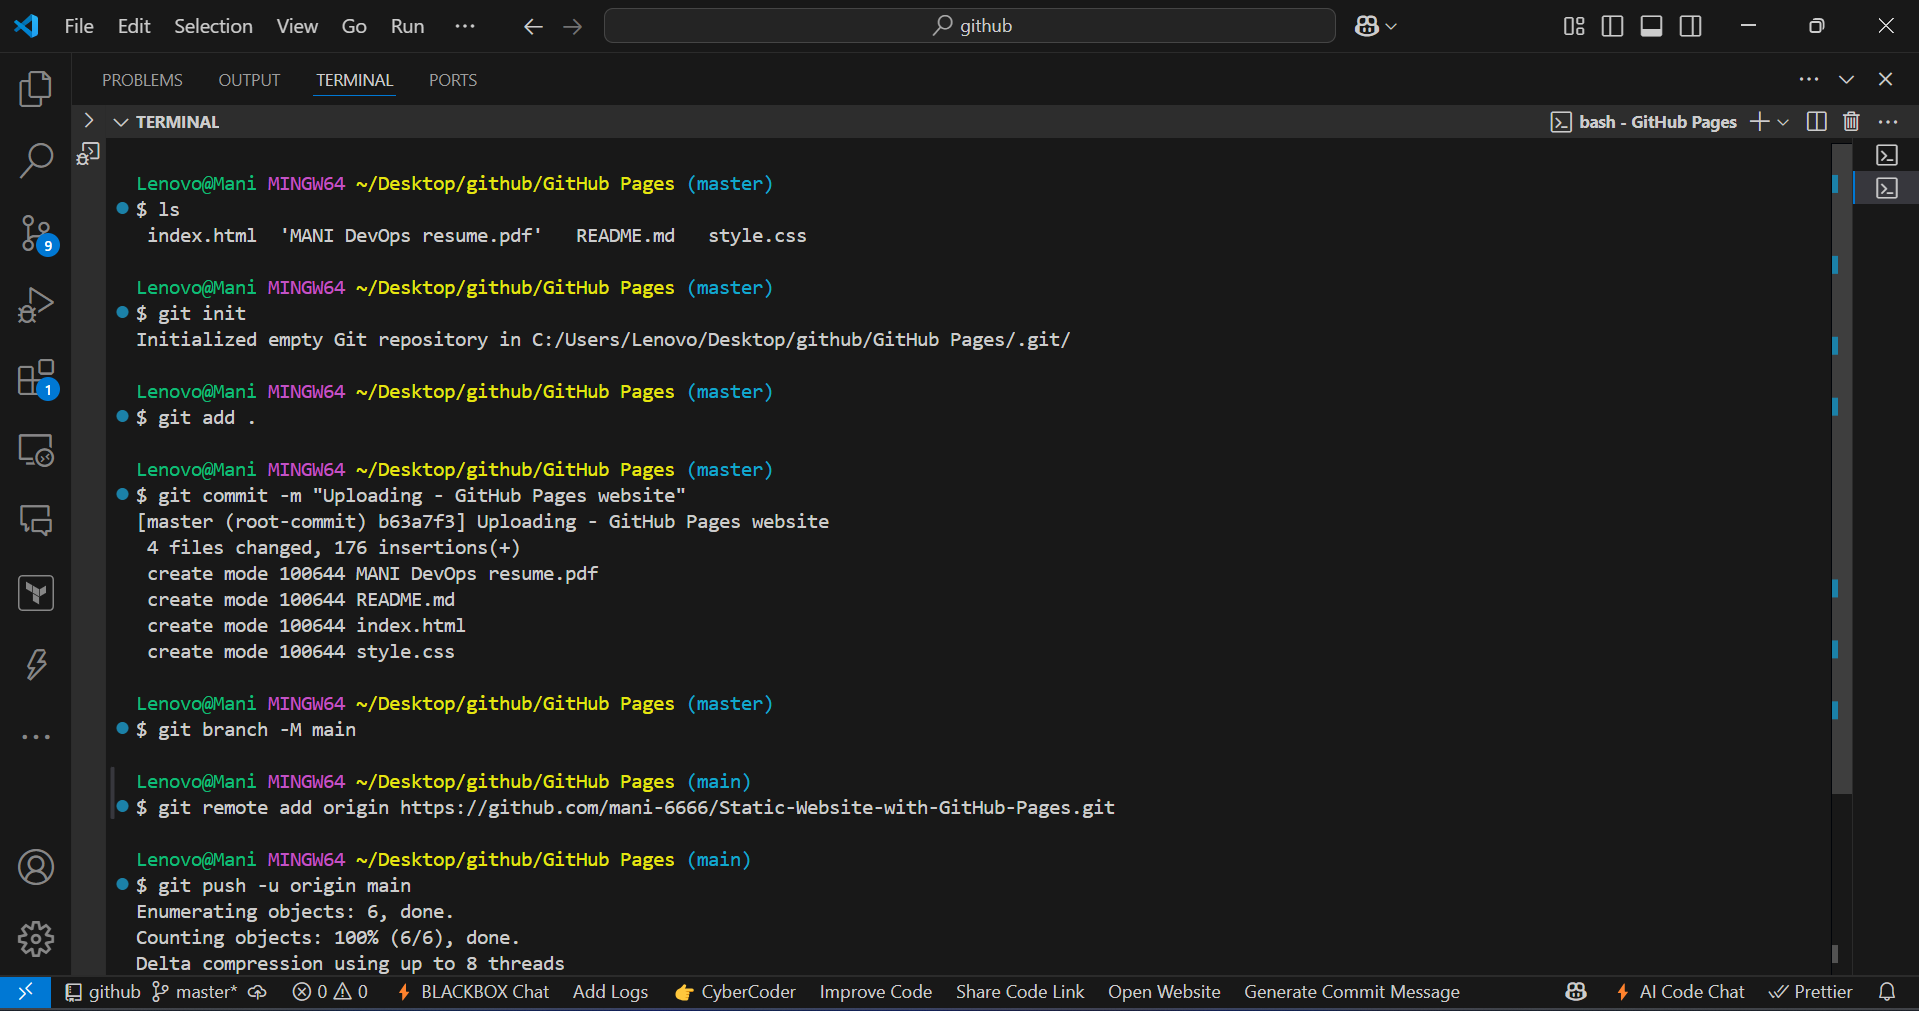 File Edit Selection View Go Run ··· github
PROBLEMS OUTPUT TERMINAL PORTS
TERMINAL bash - GitHub Pages
Lenovo@Mani MINGW64 ~/Desktop/github/GitHub Pages (master)
$ ls
index.html 'MANI DevOps resume.pdf' README.md style.css
Lenovo@Mani MINGW64 ~/Desktop/github/GitHub Pages (master)
$ git init
Initialized empty Git repository in C:/Users/Lenovo/Desktop/github/GitHub Pages/.git/
Lenovo@Mani MINGW64 ~/Desktop/github/GitHub Pages (master)
$ git add .
Lenovo@Mani MINGW64 ~/Desktop/github/GitHub Pages (master)
$ git commit -m "Uploading - GitHub Pages website"
[master (root-commit) b63a7f3] Uploading - GitHub Pages website
4 files changed, 176 insertions(+)
create mode 100644 MANI DevOps resume.pdf
create mode 100644 README.md
create mode 100644 index.html
create mode 100644 style.css
Lenovo@Mani MINGW64 ~/Desktop/github/GitHub Pages (master)
$ git branch -M main
Lenovo@Mani MINGW64 ~/Desktop/github/GitHub Pages (main)
$ git remote add origin https://github.com/mani-6666/Static-Website-with-GitHub-Pages.git
Lenovo@Mani MINGW64 ~/Desktop/github/GitHub Pages (main)
$ git push -u origin main
Enumerating objects: 6, done.
Counting objects: 100% (6/6), done.
Delta compression using up to 8 threads
9
1
github master* 0 0 BLACKBOX Chat Add Logs CyberCoder Improve Code Share Code Link Open Website Generate Commit Message AI Code Chat Prettier